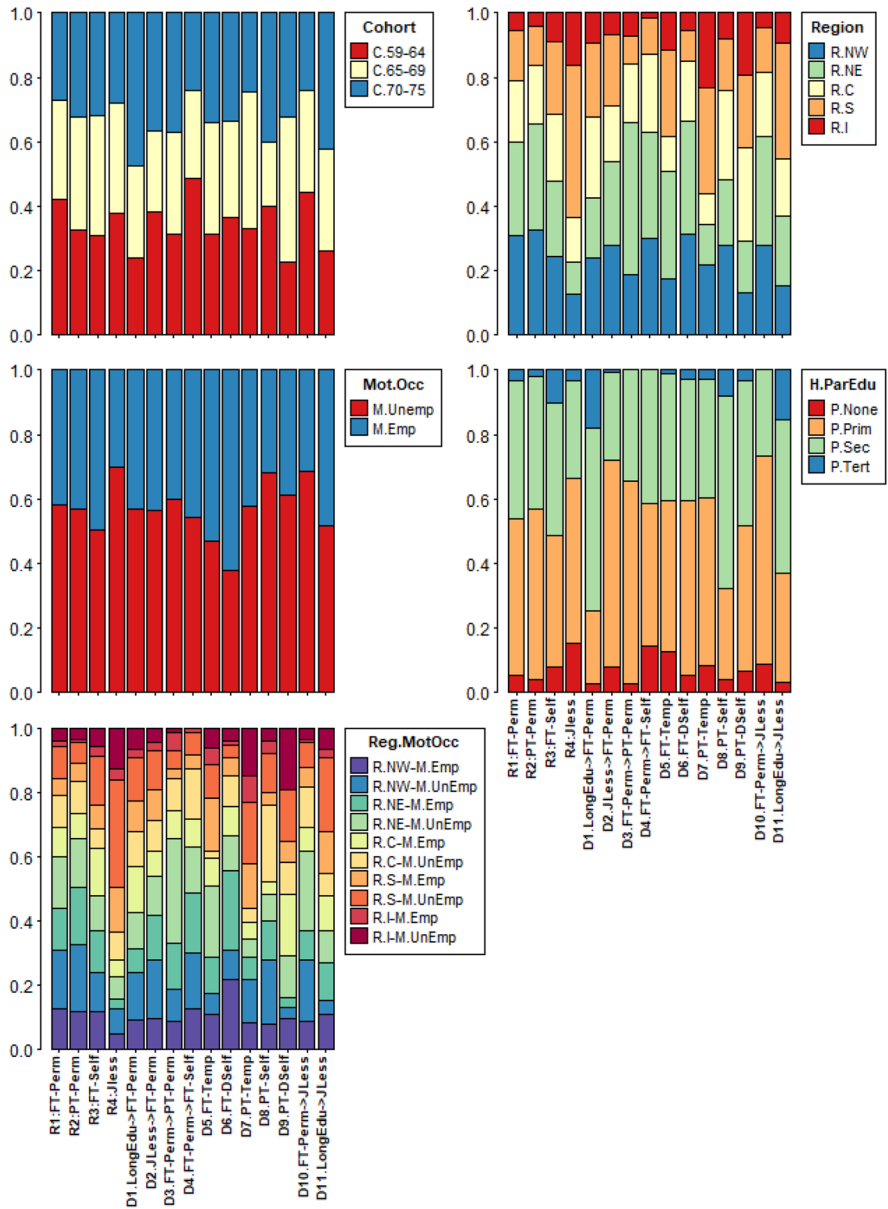 1.0
0.8
0.6
0.4
0.2
0.0
Cohort
C.59-64
C.65-69
C.70-75
1.0
0.8
0.6
0.4
0.2
0.0
Region
R.NW
R.NE
R.C
R.S
R.I
1.0
0.8
0.6
0.4
0.2
0.0
Mot.Occ
M.Unemp
M.Emp
1.0
0.8
0.6
0.4
0.2
0.0
H.ParEdu
P.None
P.Prim
P.Sec
P.Tert
R1:FT-Perm
R2:PT-Perm
R3:FT-Self
R4:Jless
D1.LongEdu->FT-Perm
D2.JLess->FT-Perm
D3.FT-Perm->PT-Perm
D4.FT-Perm->FT-Self
D5.FT-Temp
D6.FT-DSelf
D7.PT-Temp
D8.PT-Self
D9.PT-DSelf
D10.FT-Perm->JLess
D11.LongEdu->JLess
1.0
0.8
0.6
0.4
0.2
0.0
Reg.MotOcc
R.NW-M.Emp
R.NW-M.UnEmp
R.NE-M.Emp
R.NE-M.UnEmp
R.C-M.Emp
R.C-M.UnEmp
R.S-M.Emp
R.S-M.UnEmp
R.I-M.Emp
R.I-M.UnEmp
R1:FT-Perm
R2:PT-Perm
R3:FT-Self
R4:Jless
D1.LongEdu->FT-Perm
D2.JLess->FT-Perm
D3.FT-Perm->PT-Perm
D4.FT-Perm->FT-Self
D5.FT-Temp
D6.FT-DSelf
D7.PT-Temp
D8.PT-Self
D9.PT-DSelf
D10.FT-Perm->JLess
D11.LongEdu->JLess